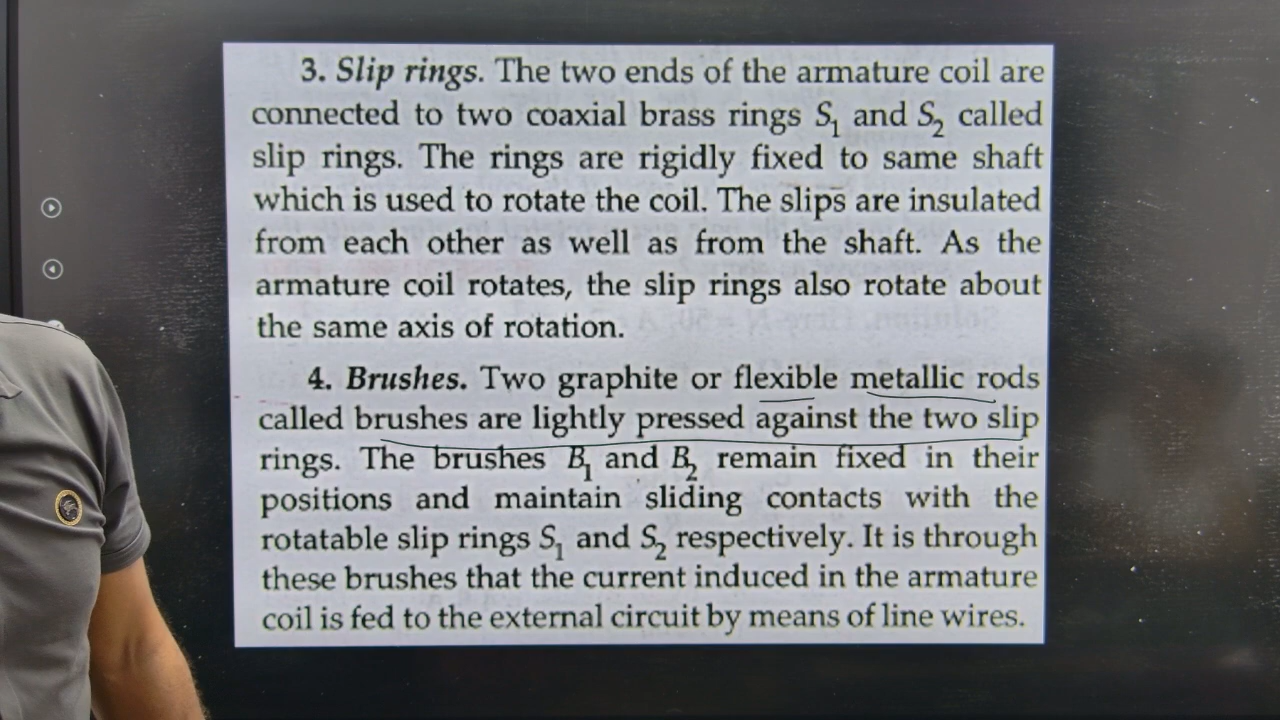 3. Slip rings. The two ends of the armature coil are
connected to two coaxial brass rings S₁ and S₂ called
slip rings. The rings are rigidly fixed to same shaft
which is used to rotate the coil. The slips are insulated
from each other as well as from the shaft. As the
armature coil rotates, the slip rings also rotate about
the same axis of rotation.
4. Brushes. Two graphite or flexible metallic rods
called brushes are lightly pressed against the two slip
rings. The brushes B₁ and B₂ remain fixed in their
positions and maintain sliding contacts with the
rotatable slip rings S₁ and S₂ respectively. It is through
these brushes that the current induced in the armature
coil is fed to the external circuit by means of line wires.